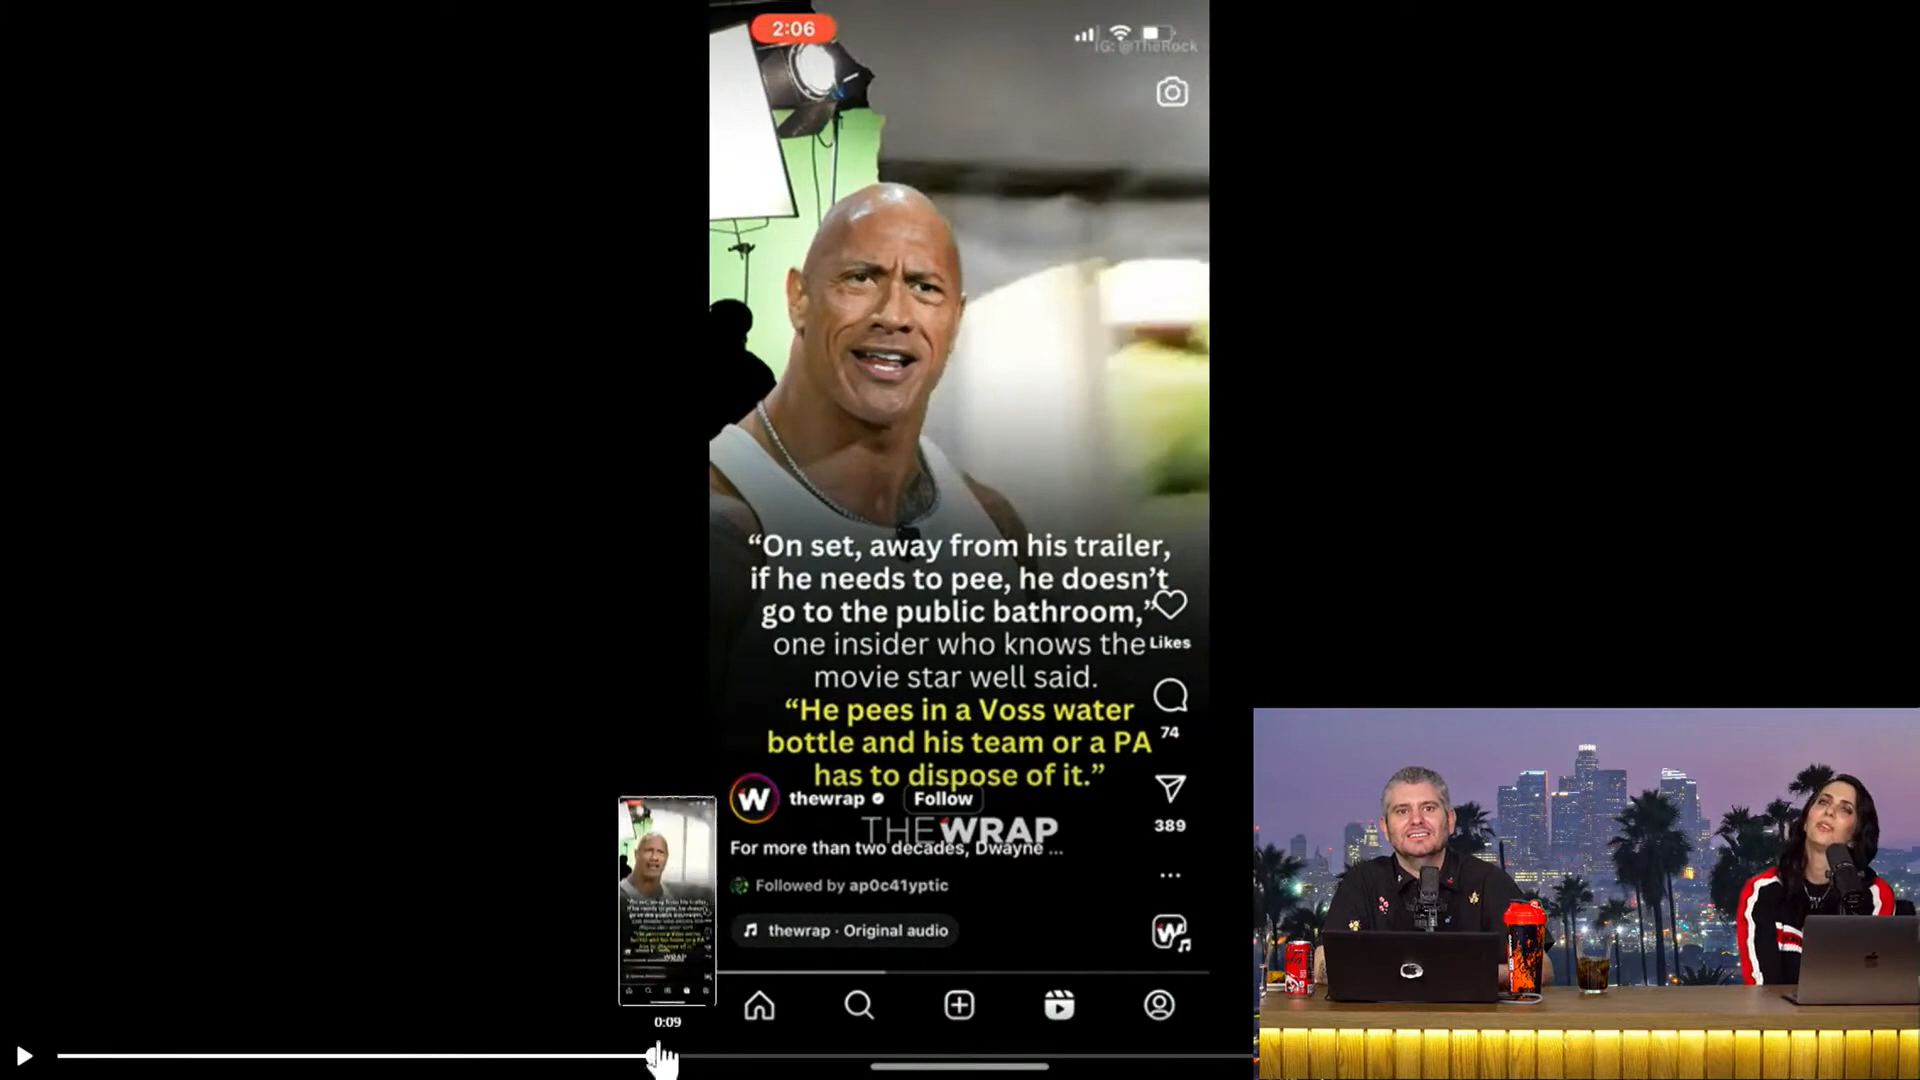 2:06
IG: @TheRock
“On set, away from his trailer,
if he needs to pee, he doesn’t
go to the public bathroom,”
one insider who knows the
movie star well said.
“He pees in a Voss water
bottle and his team or a PA
has to dispose of it.”
Likes
74
389
W
thewrap
Follow
THEWRAP
For more than two decades, Dwayne ...
Followed by ap0c41yptic
thewrap · Original audio
0:09